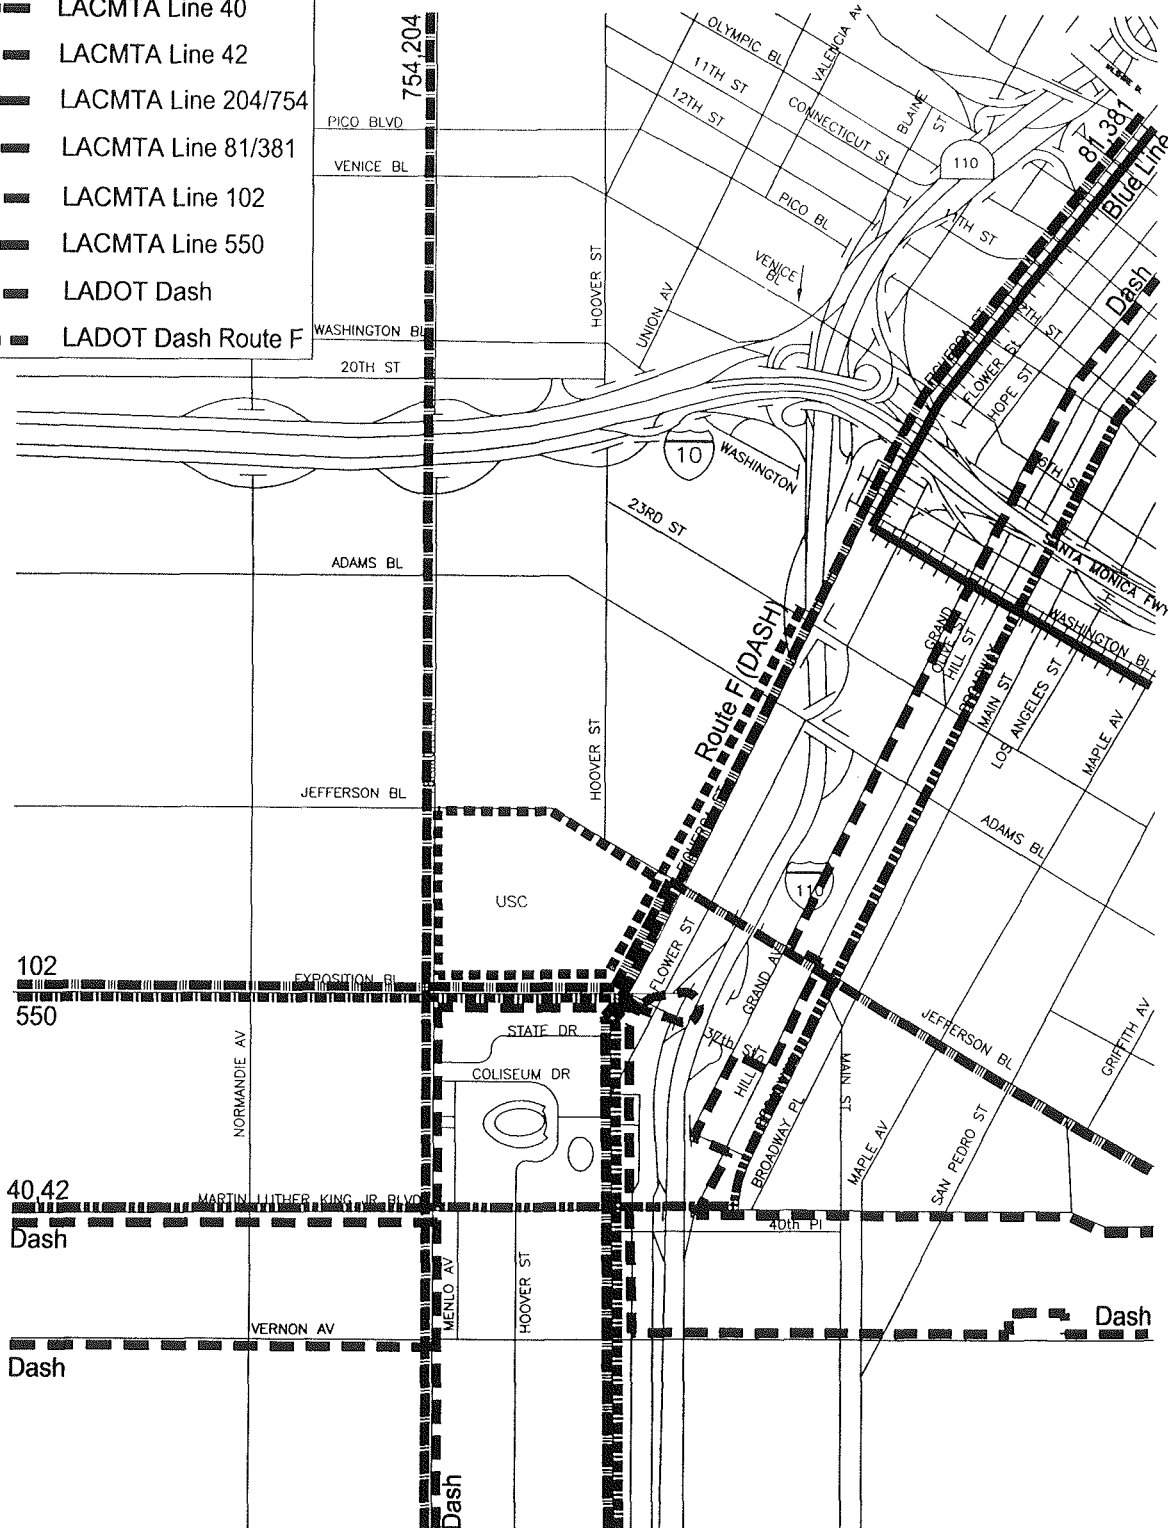 LACMTA Line 40
LACMTA Line 42
LACMTA Line 204/754
LACMTA Line 81/381
LACMTA Line 102
LACMTA Line 550
LADOT Dash
LADOT Dash Route F
754,204
PICO BLVD
VENICE BL
WASHINGTON BL
20TH ST
HOOVER ST
UNION AV
OLYMPIC BL
VALENCIA AV
11TH ST
12TH ST
CONNECTICUT St
BLAINE ST
110
PICO BL
VENICE BL
11TH ST
81,381
Blue Line
Dash
FLOWER St
HOPE ST
10
WASHINGTON
23RD ST
ADAMS BL
SANTA MONICA FWY
WASHINGTON BL
GRAND
OLIVE ST
HILL ST
BROADWAY
MAIN ST
LOS ANGELES ST
MAPLE AV
Route F (DASH)
HOOVER ST
JEFFERSON BL
ADAMS BL
110
USC
FLOWER ST
GRAND AV
102
EXPOSITION BL
550
STATE DR
COLISEUM DR
NORMANDIE AV
37th St
HILL ST
BROADWAY PL
MAIN ST
JEFFERSON BL
GRIFFITH AV
MAPLE AV
SAN PEDRO ST
40,42
MARTIN LUTHER KING JR BLVD
Dash
40th Pl
MENLO AV
HOOVER ST
VERNON AV
Dash
Dash
Dash